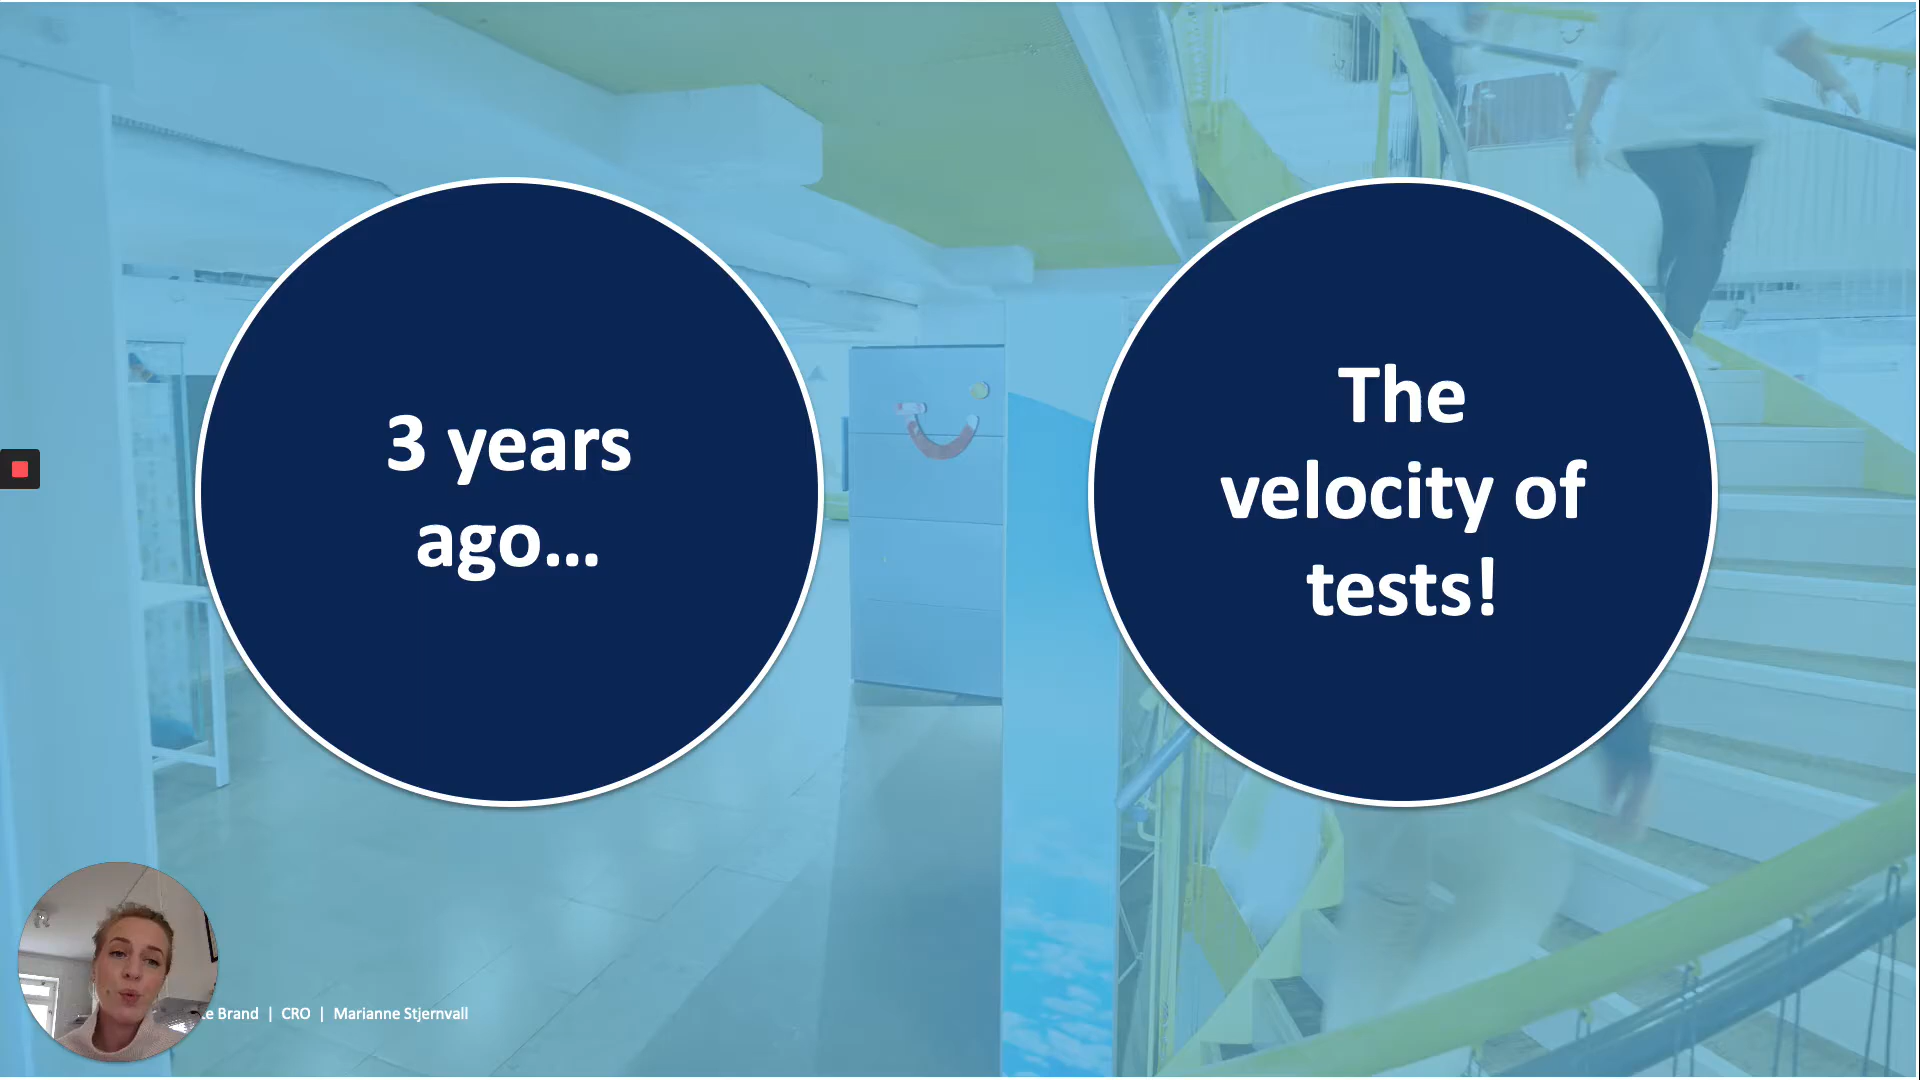 3 years
ago...
The
velocity of
tests!
Brand | CRO | Marianne Stjernvall